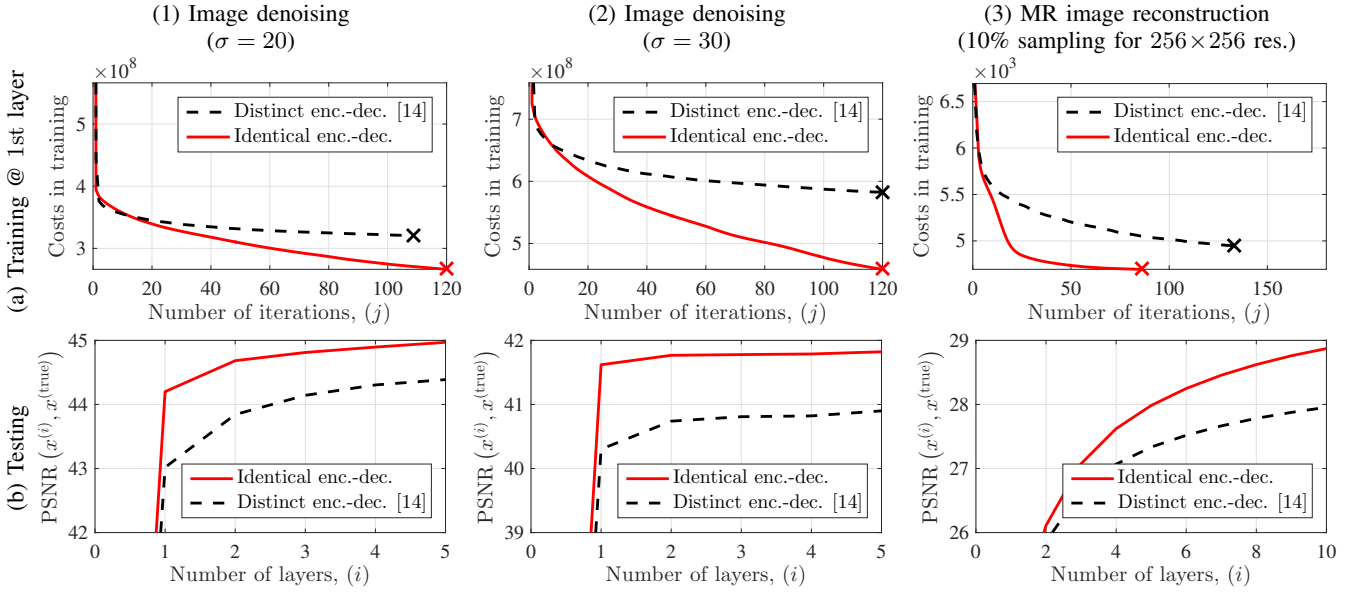 (1) Image denoising
(σ = 20)
(2) Image denoising
(σ = 30)
(3) MR image reconstruction
(10% sampling for 256×256 res.)
(a) Training @ 1st layer
×10⁸
Costs in training
5
4
3
0 20 40 60 80 100 120
Number of iterations, (j)
Distinct enc.-dec. [14]
Identical enc.-dec.
×10⁸
Costs in training
7
6
5
0 20 40 60 80 100 120
Number of iterations, (j)
Distinct enc.-dec. [14]
Identical enc.-dec.
×10³
Costs in training
6.5
6
5.5
5
0 50 100 150
Number of iterations, (j)
Distinct enc.-dec. [14]
Identical enc.-dec.
(b) Testing
PSNR (x⁽ⁱ⁾, x⁽ᵗʳᵘᵉ⁾)
45
44
43
42
0 1 2 3 4 5
Number of layers, (i)
Identical enc.-dec.
Distinct enc.-dec. [14]
PSNR (x⁽ⁱ⁾, x⁽ᵗʳᵘᵉ⁾)
42
41
40
39
0 1 2 3 4 5
Number of layers, (i)
Identical enc.-dec.
Distinct enc.-dec. [14]
PSNR (x⁽ⁱ⁾, x⁽ᵗʳᵘᵉ⁾)
29
28
27
26
0 2 4 6 8 10
Number of layers, (i)
Identical enc.-dec.
Distinct enc.-dec. [14]